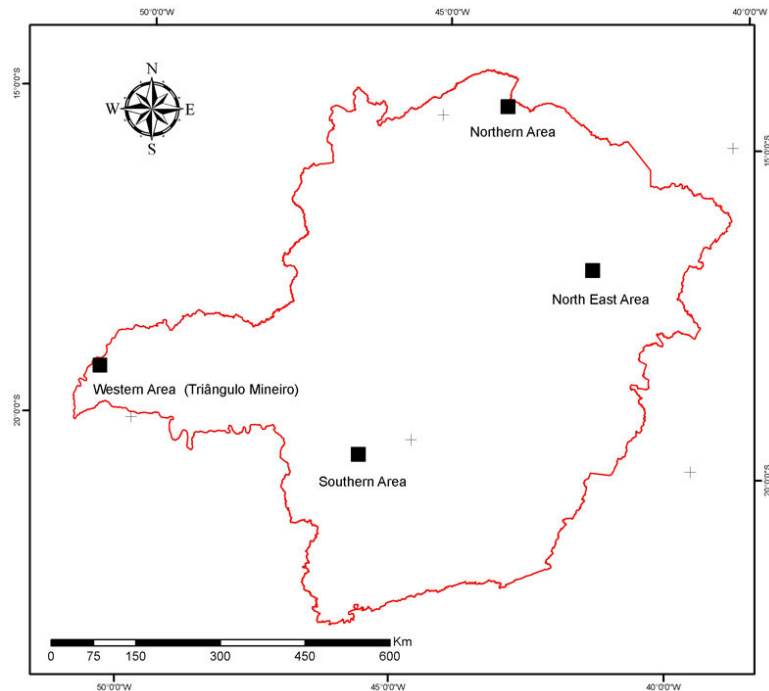 50°0'0"W 45°0'0"W 40°0'0"W
N
W E
S
15°0'0"S
Northern Area
15°0'0"S
North East Area
Western Area (Triângulo Mineiro)
20°0'0"S
Southern Area
20°0'0"S
Km
0 75 150 300 450 600
50°0'0"W 45°0'0"W 40°0'0"W